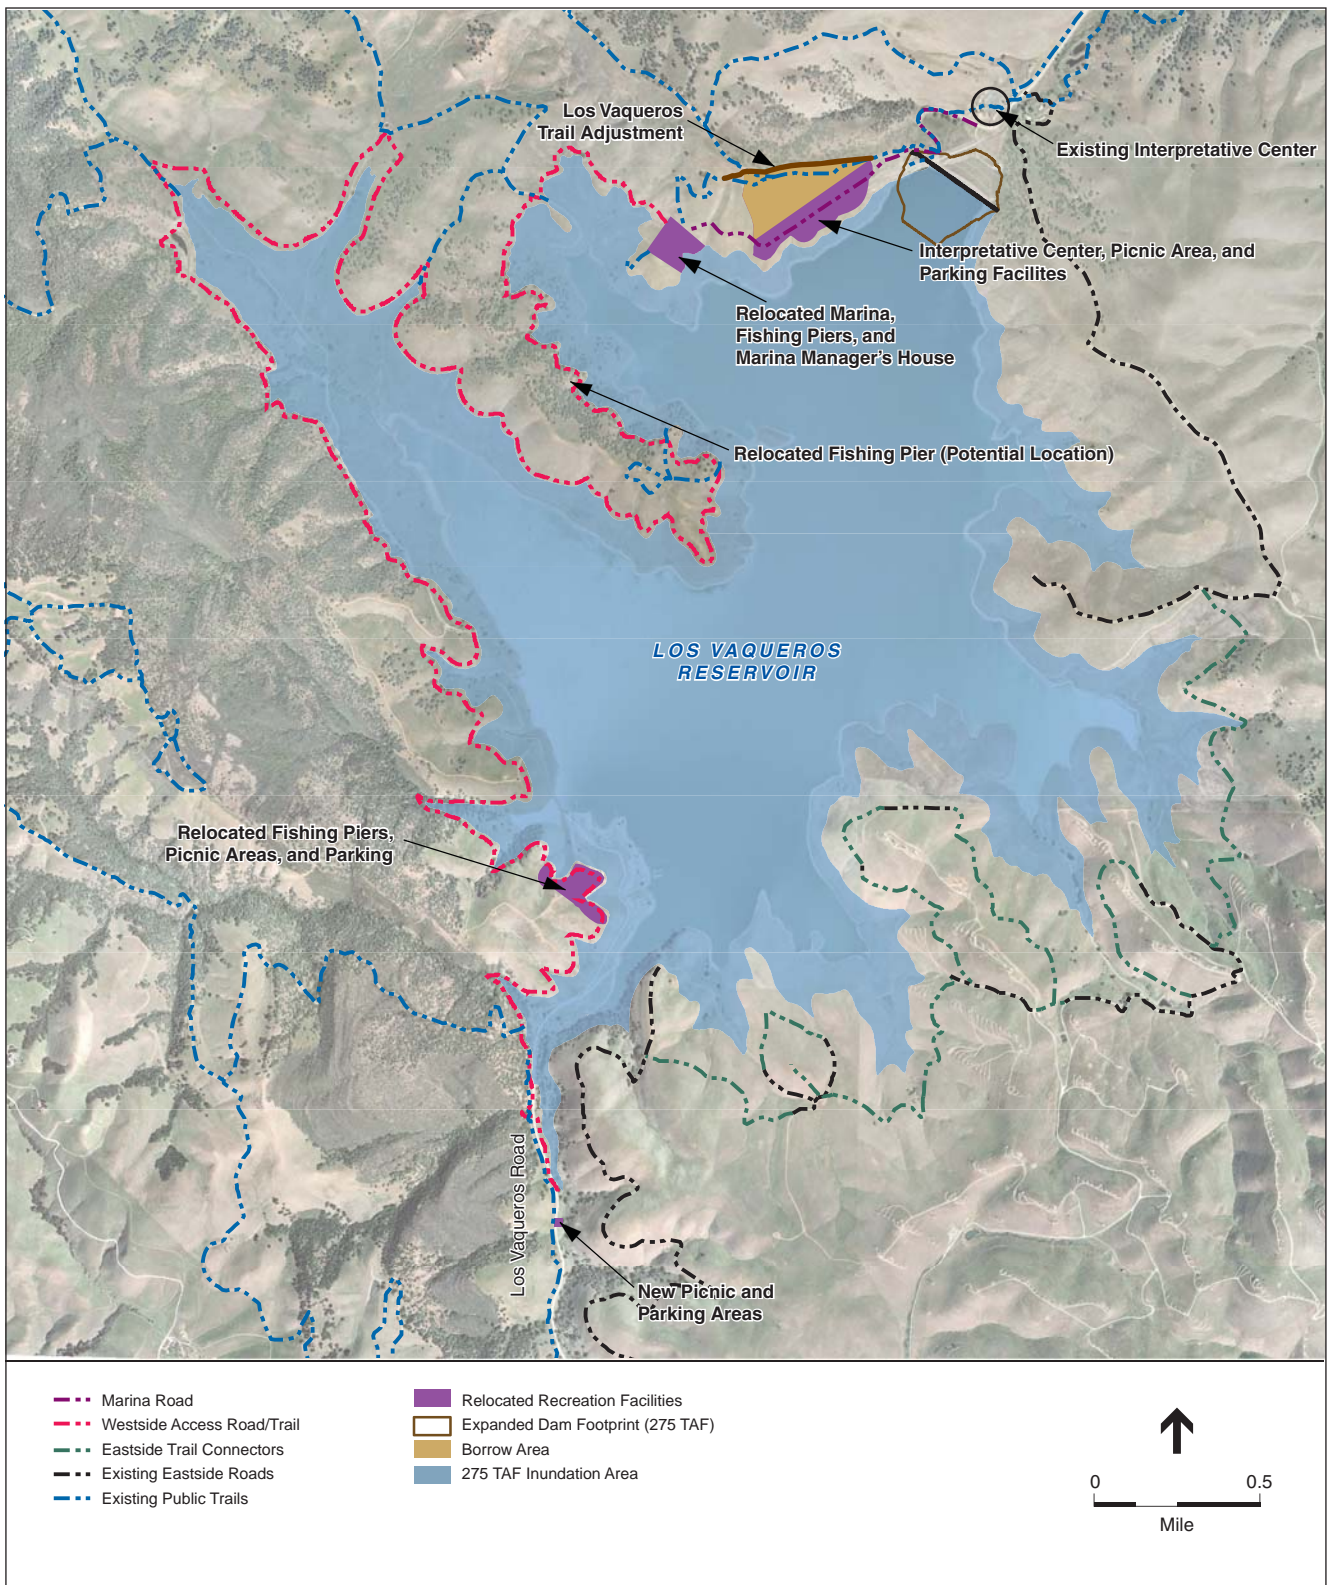 Los Vaqueros
Trail Adjustment
Existing Interpretative Center
Interpretative Center, Picnic Area, and
Parking Facilites
Relocated Marina,
Fishing Piers, and
Marina Manager's House
Relocated Fishing Pier (Potential Location)
LOS VAQUEROS
RESERVOIR
Relocated Fishing Piers,
Picnic Areas, and Parking
Los Vaqueros Road
New Picnic and
Parking Areas
Marina Road
Westside Access Road/Trail
Eastside Trail Connectors
Existing Eastside Roads
Existing Public Trails
Relocated Recreation Facilities
Expanded Dam Footprint (275 TAF)
Borrow Area
275 TAF Inundation Area
0 0.5
Mile